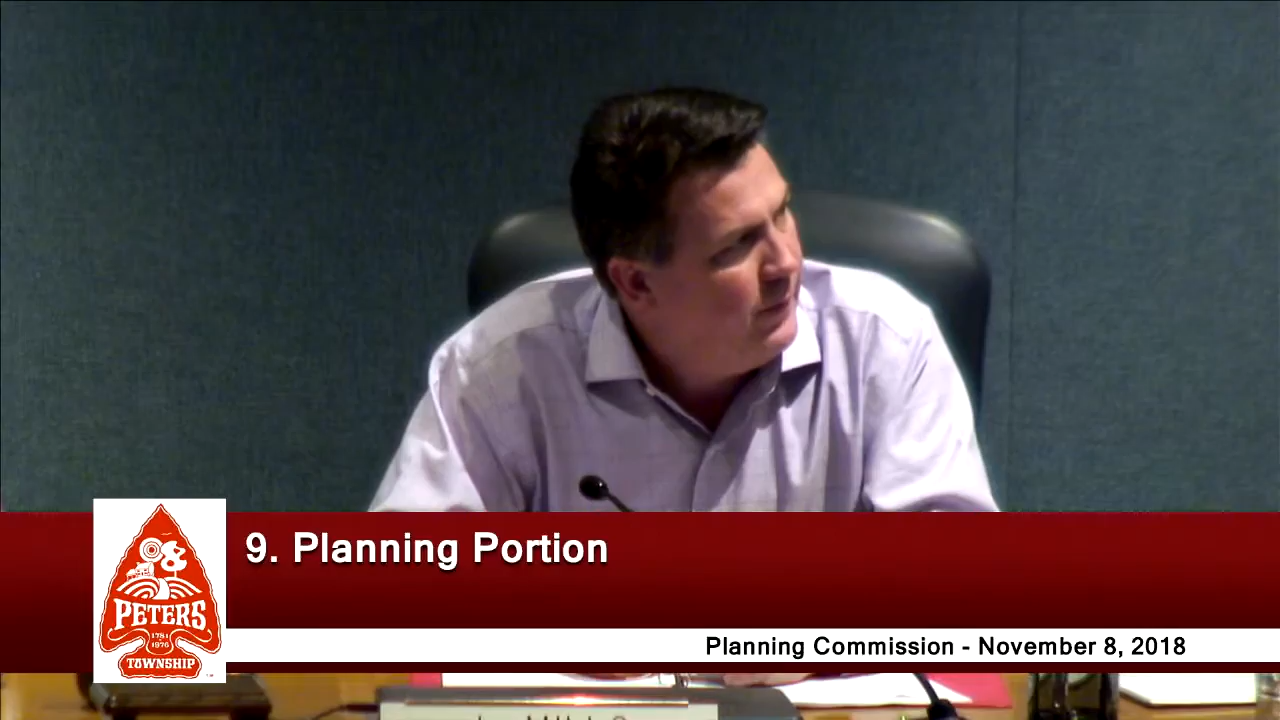 9. Planning Portion
PETERS
1781
1976
TOWNSHIP
Planning Commission - November 8, 2018